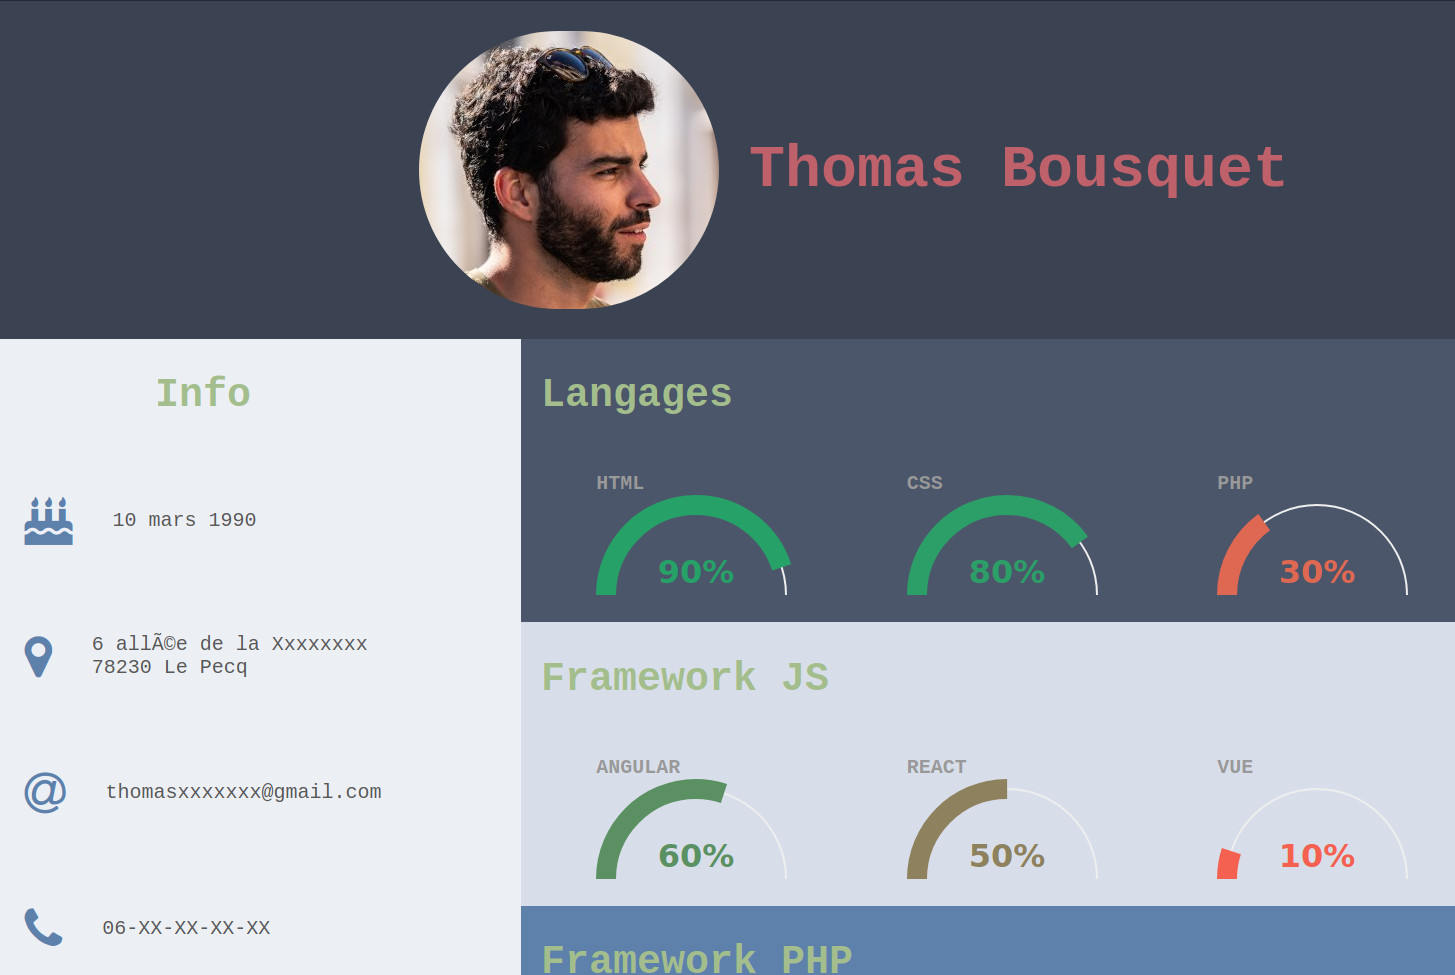 Thomas Bousquet
Info
10 mars 1990
6 allÃ©e de la Xxxxxxxx
78230 Le Pecq
@
thomasxxxxxxx@gmail.com
06-XX-XX-XX-XX
Langages
HTML
90%
CSS
80%
PHP
30%
Framework JS
ANGULAR
60%
REACT
50%
VUE
10%
Framework PHP